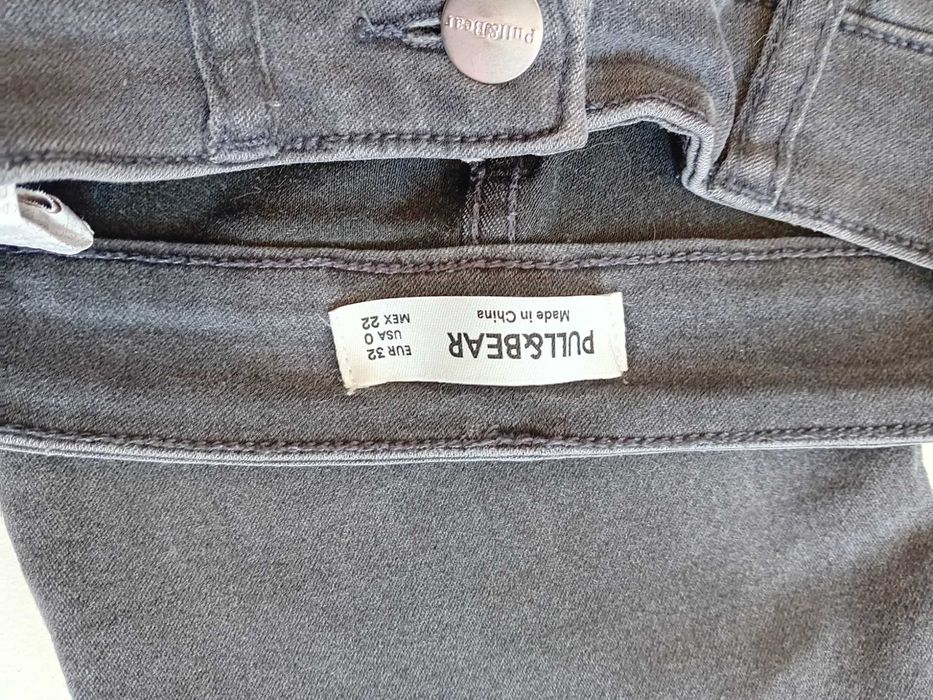 Pull&Bear
PULL&BEAR
Made in China
EUR 32
USA 0
MEX 22